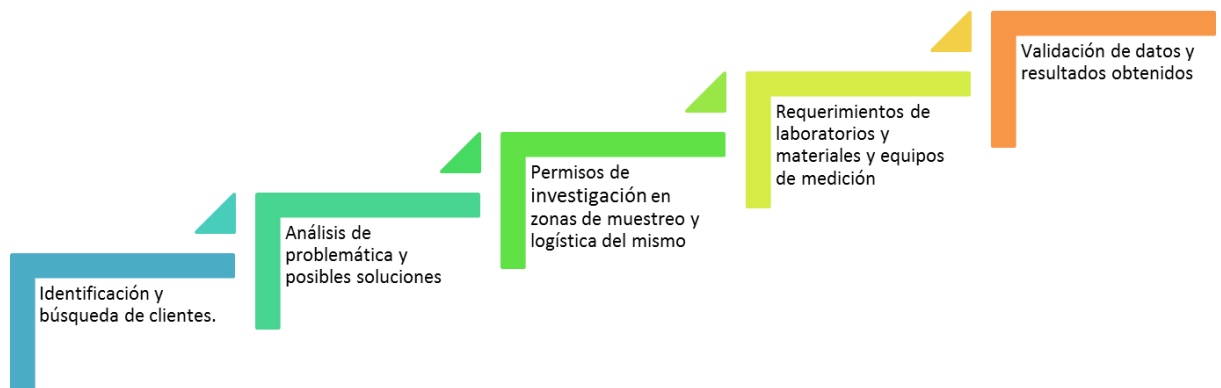 Identificación y
búsqueda de clientes.
Análisis de
problemática y
posibles soluciones
Permisos de
investigación en
zonas de muestreo y
logística del mismo
Requerimientos de
laboratorios y
materiales y equipos
de medición
Validación de datos y
resultados obtenidos